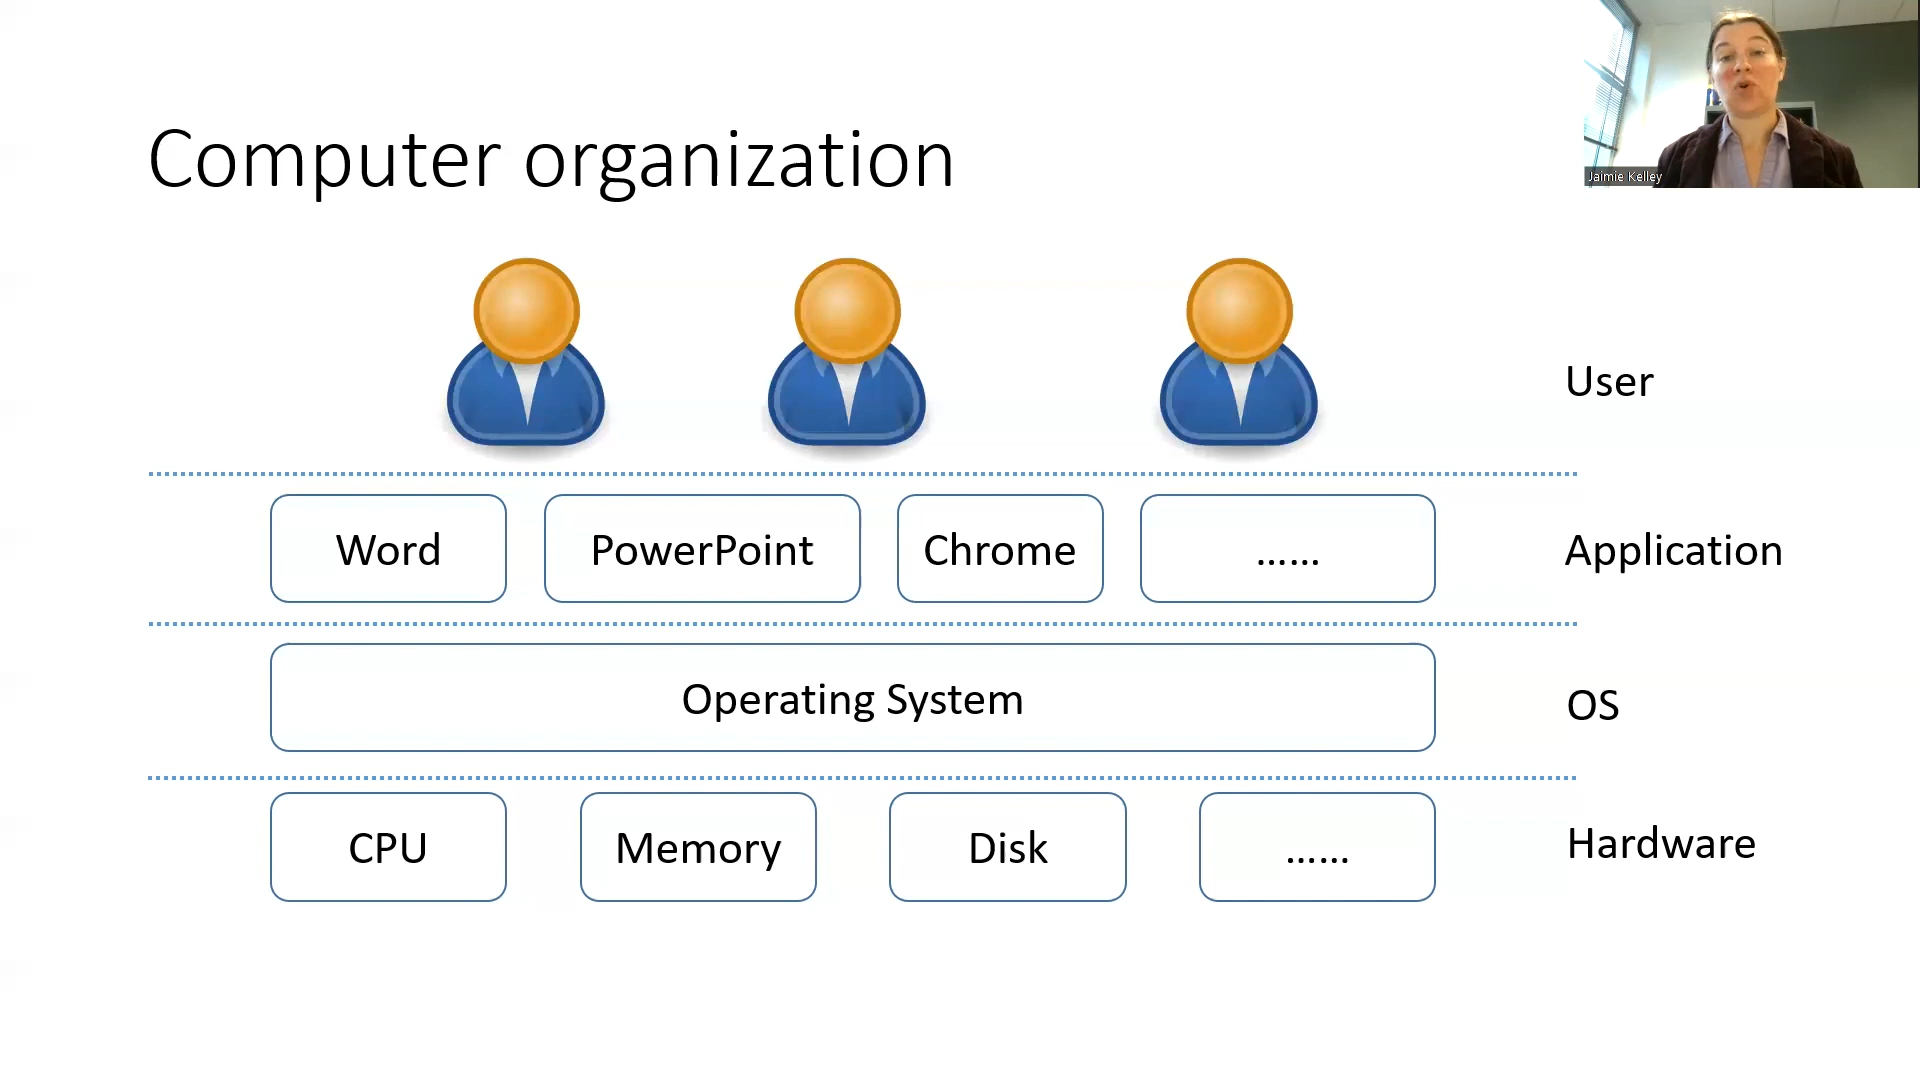 Jaimie Kelley
Computer organization
User
Word PowerPoint Chrome ...... Application
Operating System OS
CPU Memory Disk ...... Hardware